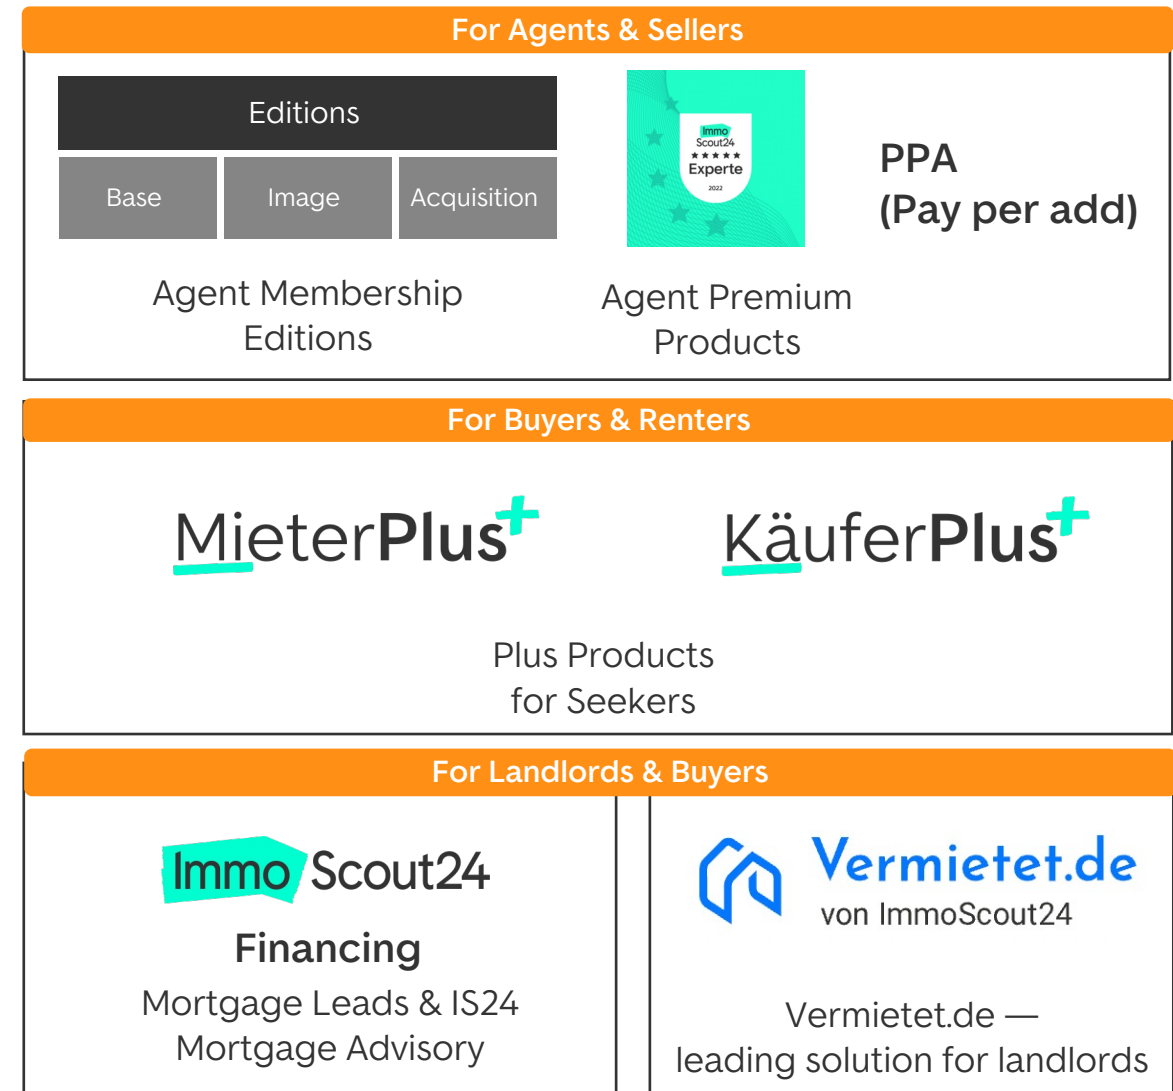 For Agents & Sellers
Editions
Base
Image
Acquisition
Agent Membership
Editions
Immo
Scout24
Experte
2022
Agent Premium
Products
PPA
(Pay per add)
For Buyers & Renters
MieterPlus+
KäuferPlus+
Plus Products
for Seekers
For Landlords & Buyers
Immo Scout24
Financing
Mortgage Leads & IS24
Mortgage Advisory
Vermietet.de
von ImmoScout24
Vermietet.de —
leading solution for landlords